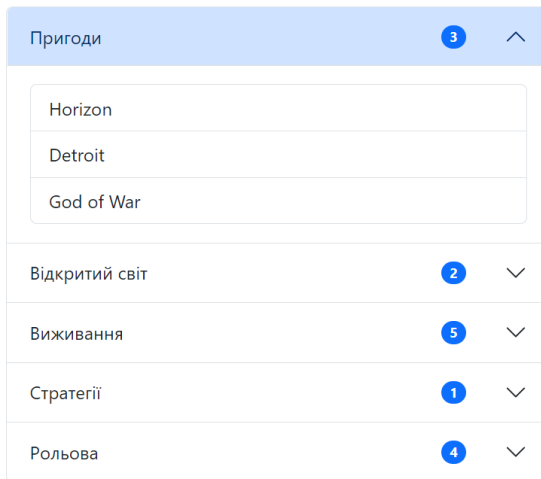 Пригоди 3
Horizon
Detroit
God of War
Відкритий світ 2
Виживання 5
Стратегії 1
Рольова 4